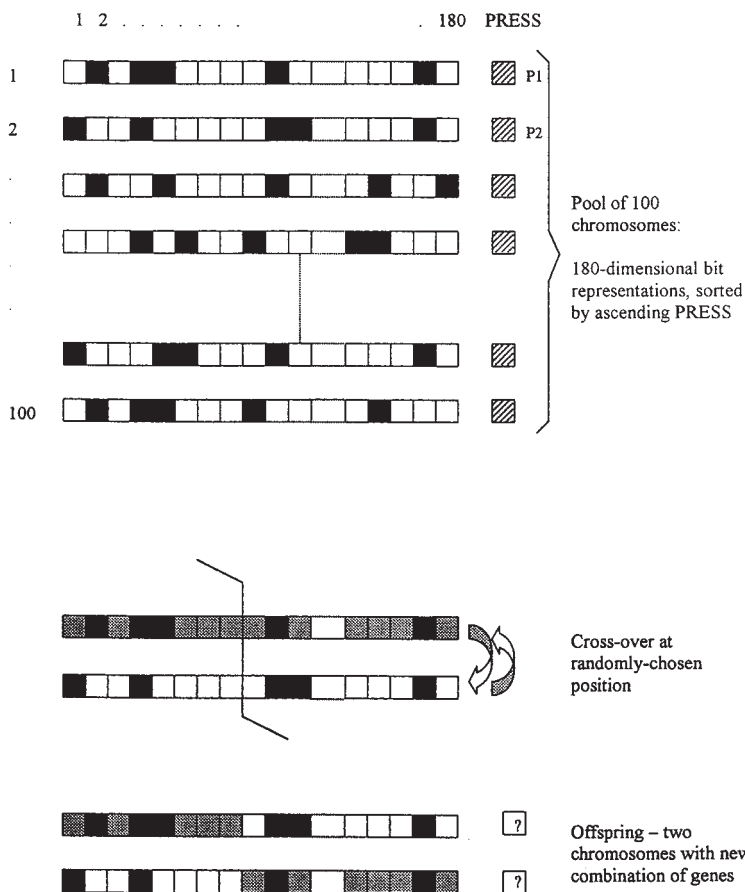 1 2 . . . . . . . 180 PRESS
1 P1
2 P2
.
.
.
.
100
Pool of 100
chromosomes:
180-dimensional bit
representations, sorted
by ascending PRESS
Cross-over at
randomly-chosen
position
?
?
Offspring – two
chromosomes with new
combination of genes